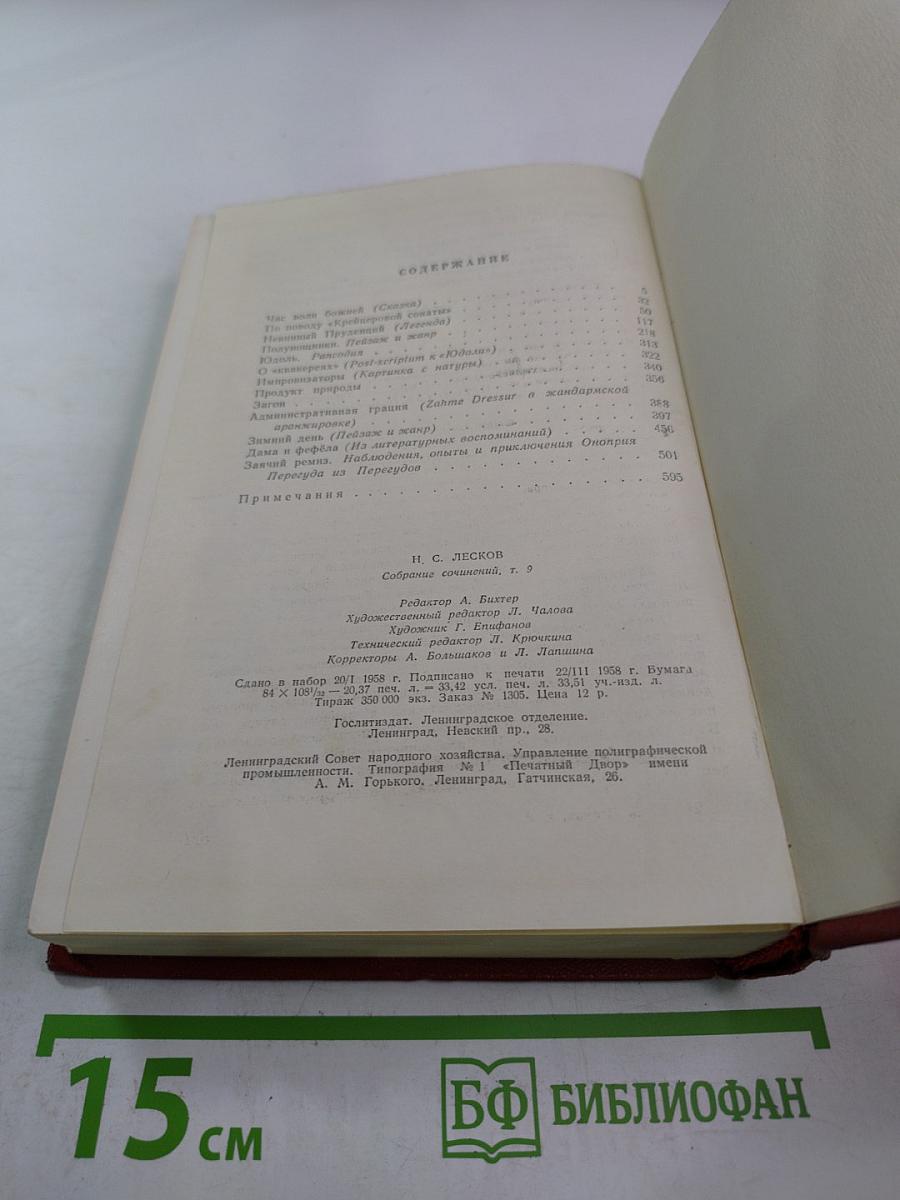 СОДЕРЖАНИЕ
Час воли божией (Сказка) . . . 5
По поводу «Крейцеровой сонаты» . . . 32
Невинный Пруденций (Легенда) . . . 50
Полунощники. Пейзаж и жанр . . . 117
Юдоль. Рапсодия . . . 218
О «квакереях» (Post-scriptum к «Юдоли») . . . 313
Импровизаторы (Картинка с натуры) . . . 322
Продукт природы . . . 340
Загон . . . 356
Административная грация (Zahme Dressur в жандармской
аранжировке) . . . 388
Зимний день (Пейзаж и жанр) . . . 397
Дама и фефёла (Из литературных воспоминаний) . . . 456
Заячий ремиз. Наблюдения, опыты и приключения Оноприя
Перегуда из Перегудов . . . 501
Примечания . . . 595
Н. С. ЛЕСКОВ
Собрание сочинений, т. 9
Редактор А. Бихтер
Художественный редактор Л. Чалова
Художник Г. Епифанов
Технический редактор Л. Крючкина
Корректоры А. Большаков и Л. Лапшина
Сдано в набор 20/I 1958 г. Подписано к печати 22/III 1958 г. Бумага
84 × 108¹/₃₂ — 20,37 печ. л. = 33,42 усл. печ. л. 33,51 уч.-изд. л.
Тираж 350 000 экз. Заказ № 1305. Цена 12 р.
Гослитиздат. Ленинградское отделение.
Ленинград, Невский пр., 28.
Ленинградский Совет народного хозяйства. Управление полиграфической
промышленности. Типография № 1 «Печатный Двор» имени
А. М. Горького. Ленинград, Гатчинская, 26.
15 см
БФ БИБЛИОФАН